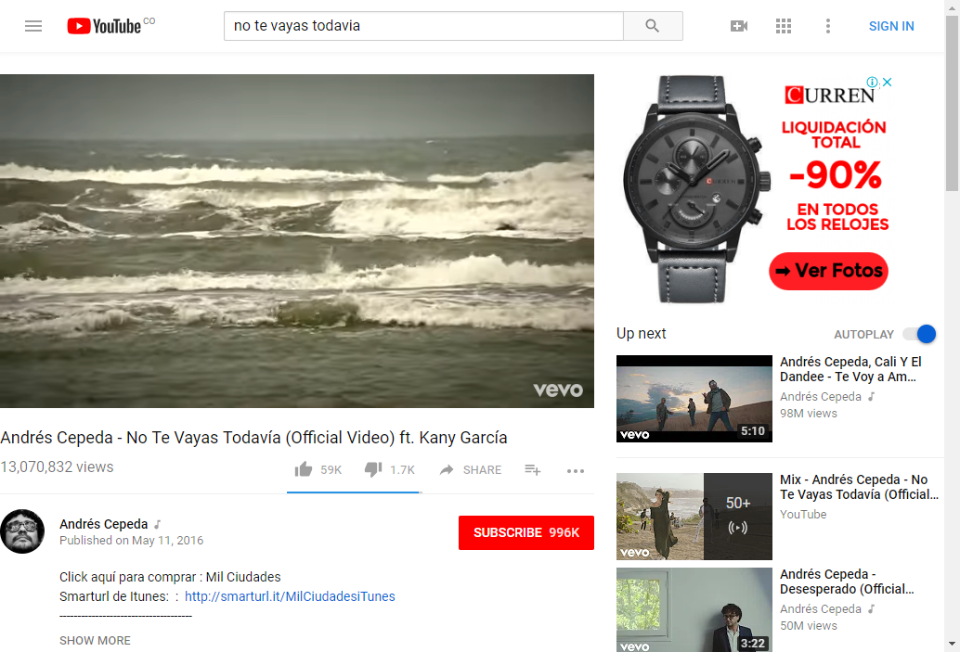 YouTube CO
no te vayas todavia
SIGN IN
CURREN
LIQUIDACIÓN
TOTAL
-90%
EN TODOS
LOS RELOJES
➡ Ver Fotos
CURREN
vevo
Up next
AUTOPLAY
Andrés Cepeda, Cali Y El
Dandee - Te Voy a Am...
Andrés Cepeda
98M views
vevo
5:10
Andrés Cepeda - No Te Vayas Todavía (Official Video) ft. Kany García
13,070,832 views
59K
1.7K
SHARE
Mix - Andrés Cepeda - No
Te Vayas Todavía (Official...
YouTube
50+
vevo
Andrés Cepeda
Published on May 11, 2016
SUBSCRIBE 996K
Click aquí para comprar : Mil Ciudades
Smarturl de Itunes: : http://smarturl.it/MilCiudadesiTunes
-------------------------------------
SHOW MORE
Andrés Cepeda -
Desesperado (Official...
Andrés Cepeda
50M views
vevo
3:22